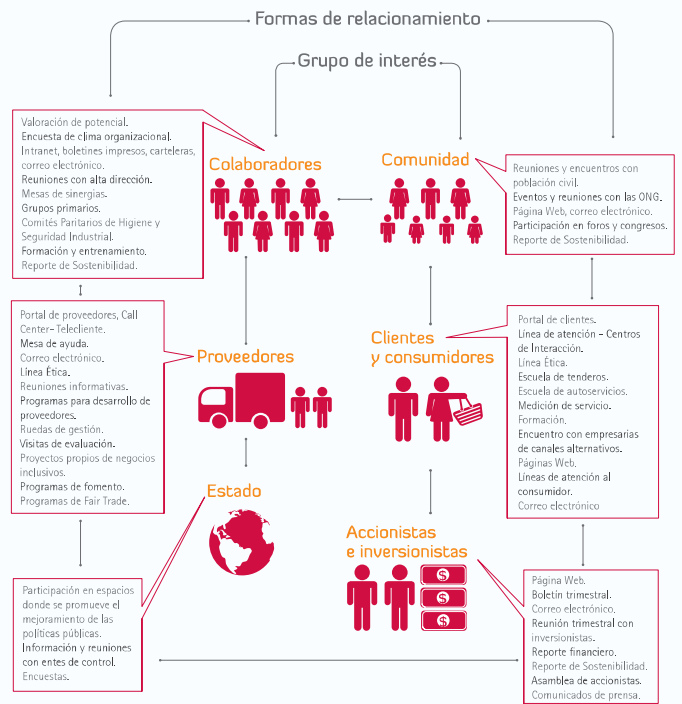 Formas de relacionamiento
Grupo de interés
Valoración de potencial.
Encuesta de clima organizacional.
Intranet, boletines impresos, carteleras,
correo electrónico.
Reuniones con alta dirección.
Mesas de sinergias.
Grupos primarios.
Comités Paritarios de Higiene y
Seguridad Industrial.
Formación y entrenamiento.
Reporte de Sostenibilidad.
Colaboradores
Comunidad
Reuniones y encuentros con
población civil.
Eventos y reuniones con las ONG.
Página Web, correo electrónico.
Participación en foros y congresos.
Reporte de Sostenibilidad.
Portal de proveedores, Call
Center- Telecliente.
Mesa de ayuda.
Correo electrónico.
Línea Ética.
Reuniones informativas.
Programas para desarrollo de
proveedores.
Ruedas de gestión.
Visitas de evaluación.
Proyectos propios de negocios
inclusivos.
Programas de fomento.
Programas de Fair Trade.
Proveedores
Clientes
y consumidores
Portal de clientes.
Línea de atención - Centros
de Interacción.
Línea Ética.
Escuela de tenderos.
Escuela de autoservicios.
Medición de servicio.
Formación.
Encuentro con empresarias
de canales alternativos.
Páginas Web.
Líneas de atención al
consumidor.
Correo electrónico
Estado
Accionistas
e inversionistas
$
$
$
Participación en espacios
donde se promueve el
mejoramiento de las
políticas públicas.
Información y reuniones
con entes de control.
Encuestas.
Página Web.
Boletín trimestral.
Correo electrónico.
Reunión trimestral con
inversionistas.
Reporte financiero.
Reporte de Sostenibilidad.
Asamblea de accionistas.
Comunicados de prensa.